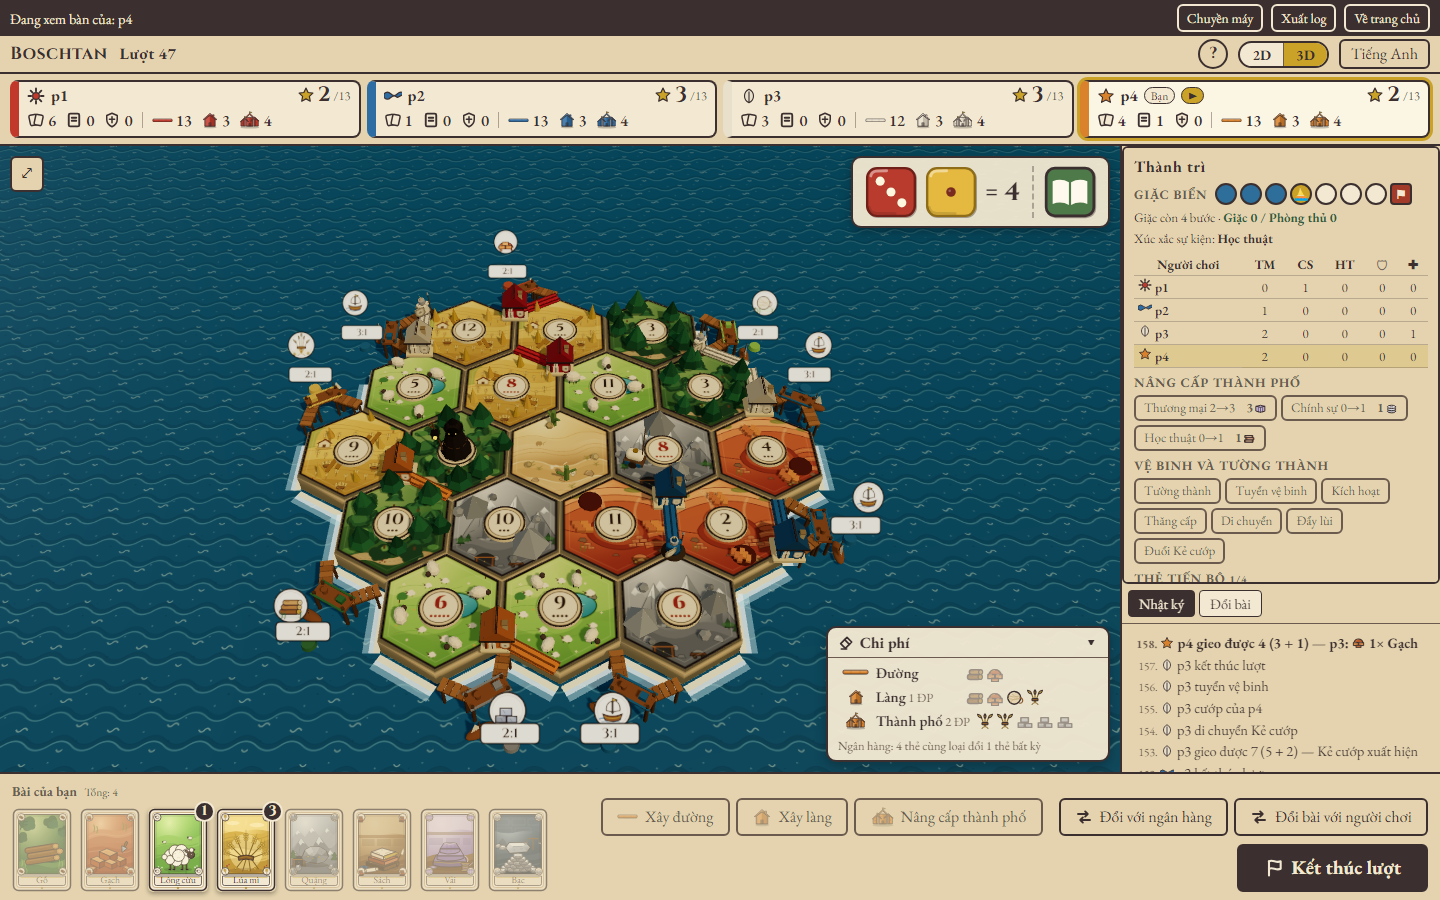 Đang xem bàn của: p4
Chuyền máy
Xuất log
Về trang chủ
BOSCHTAN Lượt 47
?
2D
3D
Tiếng Anh
p1 2 /13
6 0 0 13 3 4
p2 3 /13
1 0 0 13 3 4
p3 3 /13
3 0 0 12 3 4
p4 Bạn 2 /13
4 1 0 13 3 4
= 4
2:1
3:1
2:1
2:1
3:1
12
5
3
5
8
11
3
9
8
4
10
10
11
2
3:1
6
9
6
2:1
2:1
3:1
Chi phí
Đường
Làng 1 ĐP
Thành phố 2 ĐP
Ngân hàng: 4 thẻ cùng loại đổi 1 thẻ bất kỳ
Thành trì
GIẶC BIỂN
Giặc còn 4 bước · Giặc 0 / Phòng thủ 0
Xúc xắc sự kiện: Học thuật
Người chơi TM CS HT
p1 0 1 0 0 0
p2 1 0 0 0 0
p3 2 0 0 0 1
p4 2 0 0 0 0
NÂNG CẤP THÀNH PHỐ
Thương mại 2→3 3
Chính sự 0→1 1
Học thuật 0→1 1
VỆ BINH VÀ TƯỜNG THÀNH
Tường thành
Tuyển vệ binh
Kích hoạt
Thăng cấp
Di chuyển
Đẩy lùi
Đuổi Kẻ cướp
THẺ TIẾN BỘ 1/4
Nhật ký
Đổi bài
158. p4 gieo được 4 (3 + 1) — p3: 1× Gạch
157. p3 kết thúc lượt
156. p3 tuyển vệ binh
155. p3 cướp của p4
154. p3 di chuyển Kẻ cướp
153. p3 gieo được 7 (5 + 2) — Kẻ cướp xuất hiện
Bài của bạn Tổng: 4
1
3
Gỗ
Gạch
Lông cừu
Lúa mì
Quặng
Sách
Vải
Bạc
Xây đường
Xây làng
Nâng cấp thành phố
Đổi với ngân hàng
Đổi bài với người chơi
Kết thúc lượt